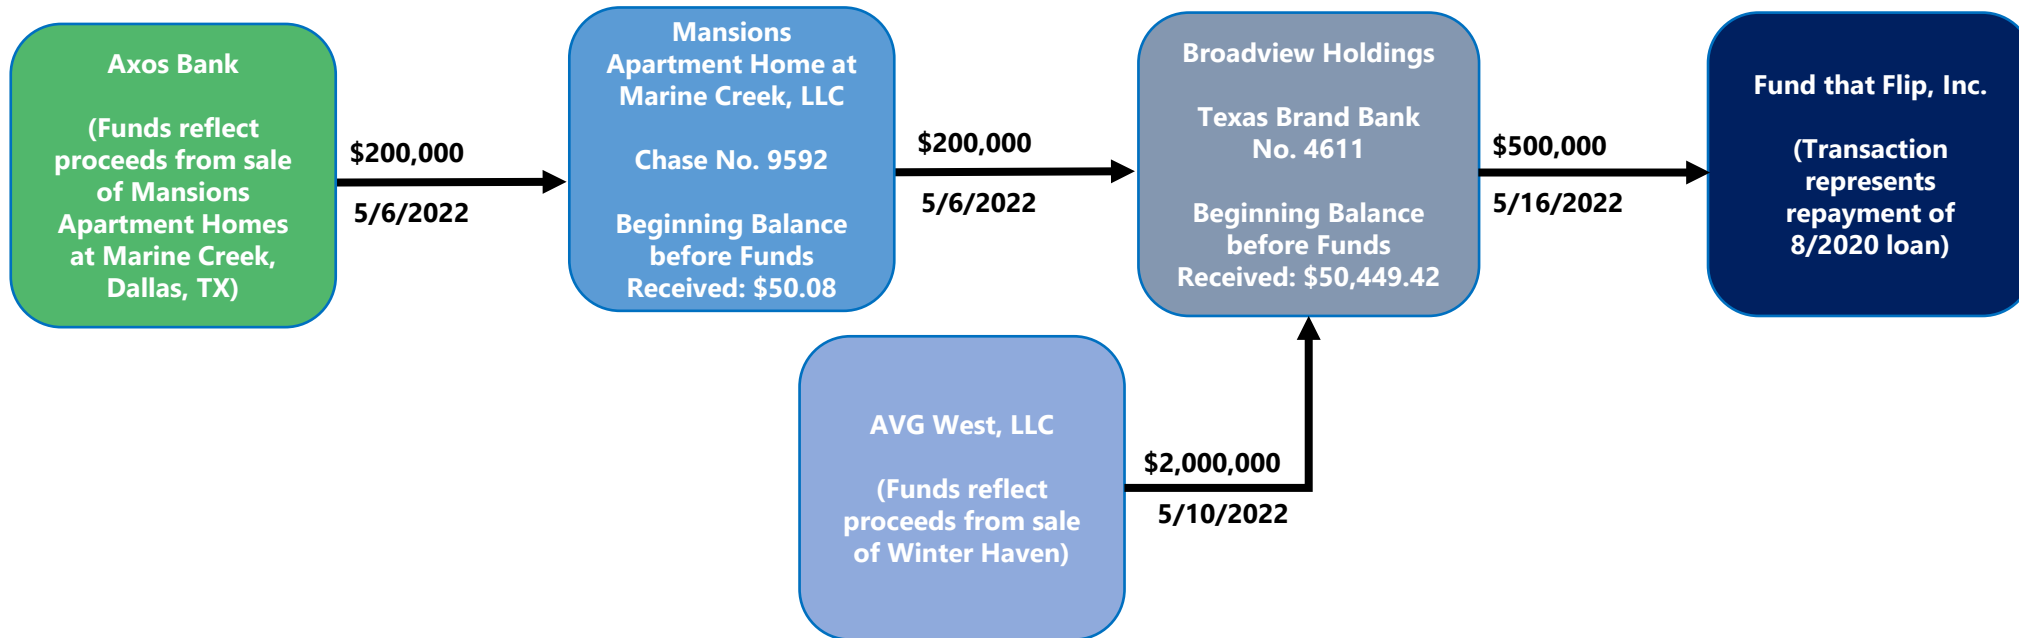 Axos Bank
(Funds reflect
proceeds from sale
of Mansions
Apartment Homes
at Marine Creek,
Dallas, TX)
$200,000
5/6/2022
Mansions
Apartment Home at
Marine Creek, LLC
Chase No. 9592
Beginning Balance
before Funds
Received: $50.08
$200,000
5/6/2022
Broadview Holdings
Texas Brand Bank
No. 4611
Beginning Balance
before Funds
Received: $50,449.42
$500,000
5/16/2022
Fund that Flip, Inc.
(Transaction
represents
repayment of
8/2020 loan)
AVG West, LLC
(Funds reflect
proceeds from sale
of Winter Haven)
$2,000,000
5/10/2022